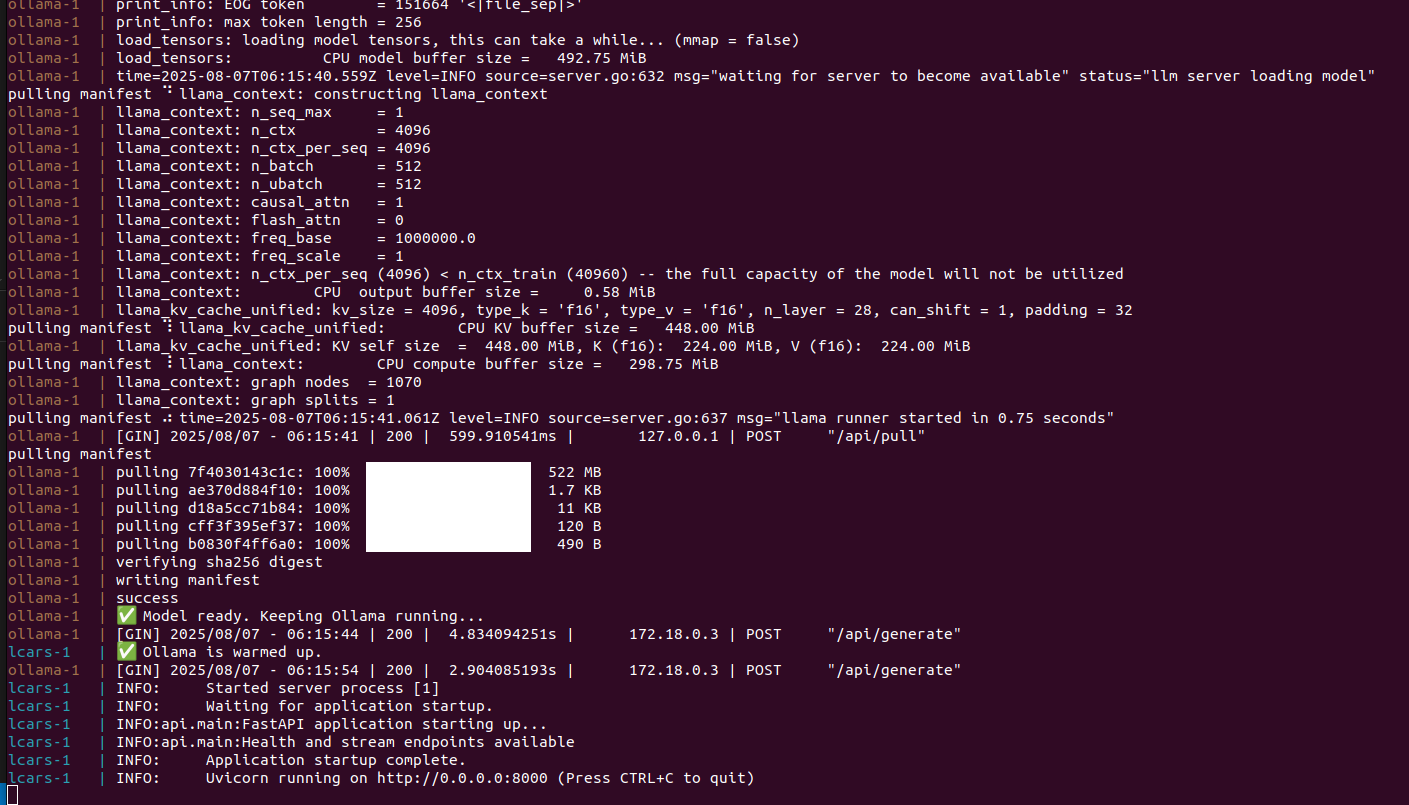 ollama-1  | print_info: EOG token        = 151664 '<|file_sep|>'
ollama-1  | print_info: max token length = 256
ollama-1  | load_tensors: loading model tensors, this can take a while... (mmap = false)
ollama-1  | load_tensors:          CPU model buffer size =   492.75 MiB
ollama-1  | time=2025-08-07T06:15:40.559Z level=INFO source=server.go:632 msg="waiting for server to become available" status="llm server loading model"
pulling manifest ⠋ llama_context: constructing llama_context
ollama-1  | llama_context: n_seq_max     = 1
ollama-1  | llama_context: n_ctx         = 4096
ollama-1  | llama_context: n_ctx_per_seq = 4096
ollama-1  | llama_context: n_batch       = 512
ollama-1  | llama_context: n_ubatch      = 512
ollama-1  | llama_context: causal_attn   = 1
ollama-1  | llama_context: flash_attn    = 0
ollama-1  | llama_context: freq_base     = 1000000.0
ollama-1  | llama_context: freq_scale    = 1
ollama-1  | llama_context: n_ctx_per_seq (4096) < n_ctx_train (40960) -- the full capacity of the model will not be utilized
ollama-1  | llama_context:        CPU  output buffer size =     0.58 MiB
ollama-1  | llama_kv_cache_unified: kv_size = 4096, type_k = 'f16', type_v = 'f16', n_layer = 28, can_shift = 1, padding = 32
pulling manifest ⠹ llama_kv_cache_unified:        CPU KV buffer size =   448.00 MiB
ollama-1  | llama_kv_cache_unified: KV self size  =  448.00 MiB, K (f16):  224.00 MiB, V (f16):  224.00 MiB
pulling manifest ⠸ llama_context:        CPU compute buffer size =   298.75 MiB
ollama-1  | llama_context: graph nodes  = 1070
ollama-1  | llama_context: graph splits = 1
pulling manifest ⠴ time=2025-08-07T06:15:41.061Z level=INFO source=server.go:637 msg="llama runner started in 0.75 seconds"
ollama-1  | [GIN] 2025/08/07 - 06:15:41 | 200 |  599.910541ms |       127.0.0.1 | POST     "/api/pull"
pulling manifest
ollama-1  | pulling 7f4030143c1c: 100%                      522 MB
ollama-1  | pulling ae370d884f10: 100%                      1.7 KB
ollama-1  | pulling d18a5cc71b84: 100%                       11 KB
ollama-1  | pulling cff3f395ef37: 100%                       120 B
ollama-1  | pulling b0830f4ff6a0: 100%                       490 B
ollama-1  | verifying sha256 digest
ollama-1  | writing manifest
ollama-1  | success
ollama-1  | ✅ Model ready. Keeping Ollama running...
ollama-1  | [GIN] 2025/08/07 - 06:15:44 | 200 |  4.834094251s |      172.18.0.3 | POST     "/api/generate"
lcars-1   | ✅ Ollama is warmed up.
ollama-1  | [GIN] 2025/08/07 - 06:15:54 | 200 |  2.904085193s |      172.18.0.3 | POST     "/api/generate"
lcars-1   | INFO:     Started server process [1]
lcars-1   | INFO:     Waiting for application startup.
lcars-1   | INFO:api.main:FastAPI application starting up...
lcars-1   | INFO:api.main:Health and stream endpoints available
lcars-1   | INFO:     Application startup complete.
lcars-1   | INFO:     Uvicorn running on http://0.0.0.0:8000 (Press CTRL+C to quit)